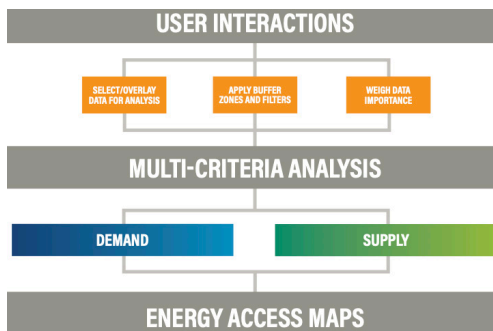 USER INTERACTIONS
SELECT/OVERLAY
DATA FOR ANALYSIS
APPLY BUFFER
ZONES AND FILTERS
WEIGH DATA
IMPORTANCE
MULTI-CRITERIA ANALYSIS
DEMAND
SUPPLY
ENERGY ACCESS MAPS